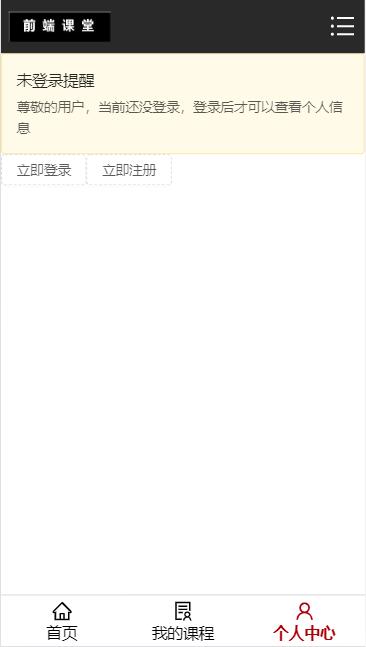 前端课堂
未登录提醒
尊敬的用户，当前还没登录，登录后才可以查看个人信
息
立即登录 立即注册
首页 我的课程 个人中心